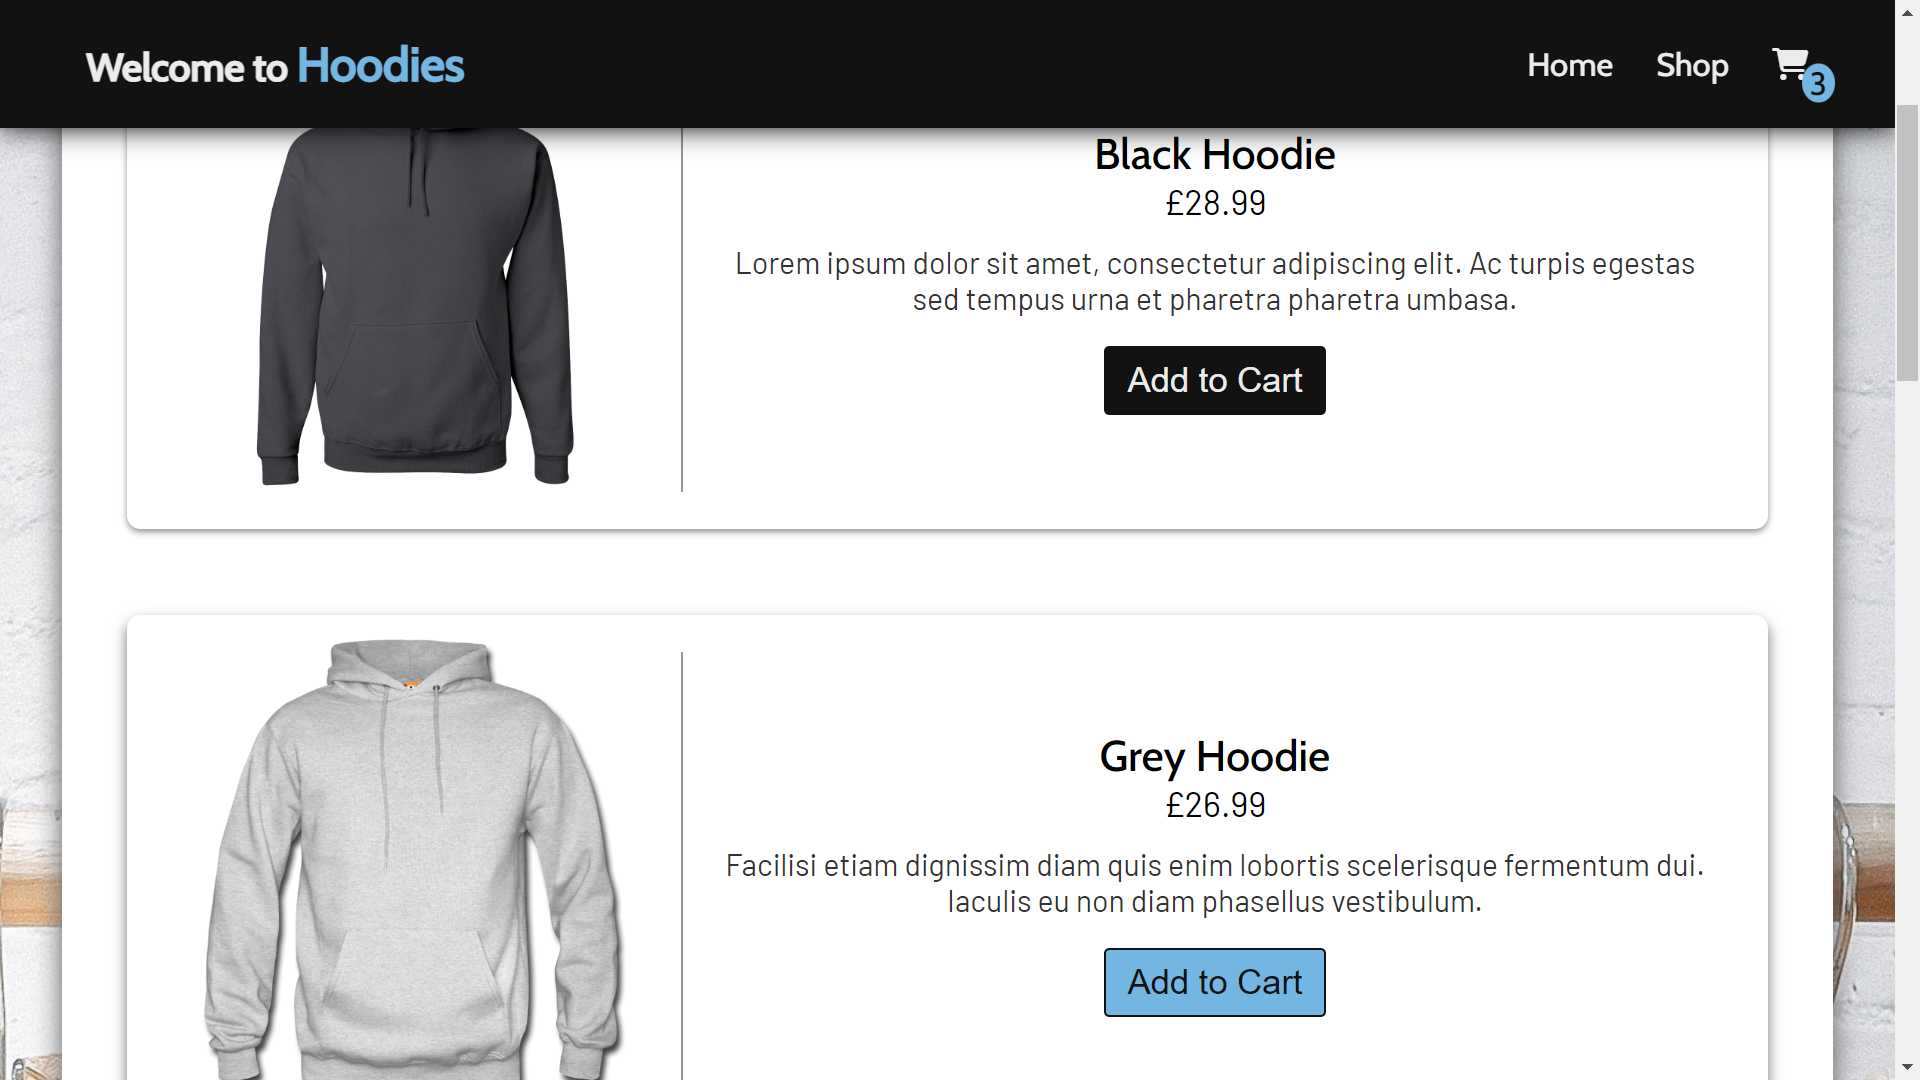 Welcome to Hoodies
Home
Shop
3
Black Hoodie
£28.99
Lorem ipsum dolor sit amet, consectetur adipiscing elit. Ac turpis egestas
sed tempus urna et pharetra pharetra umbasa.
Add to Cart
Grey Hoodie
£26.99
Facilisi etiam dignissim diam quis enim lobortis scelerisque fermentum dui.
Iaculis eu non diam phasellus vestibulum.
Add to Cart